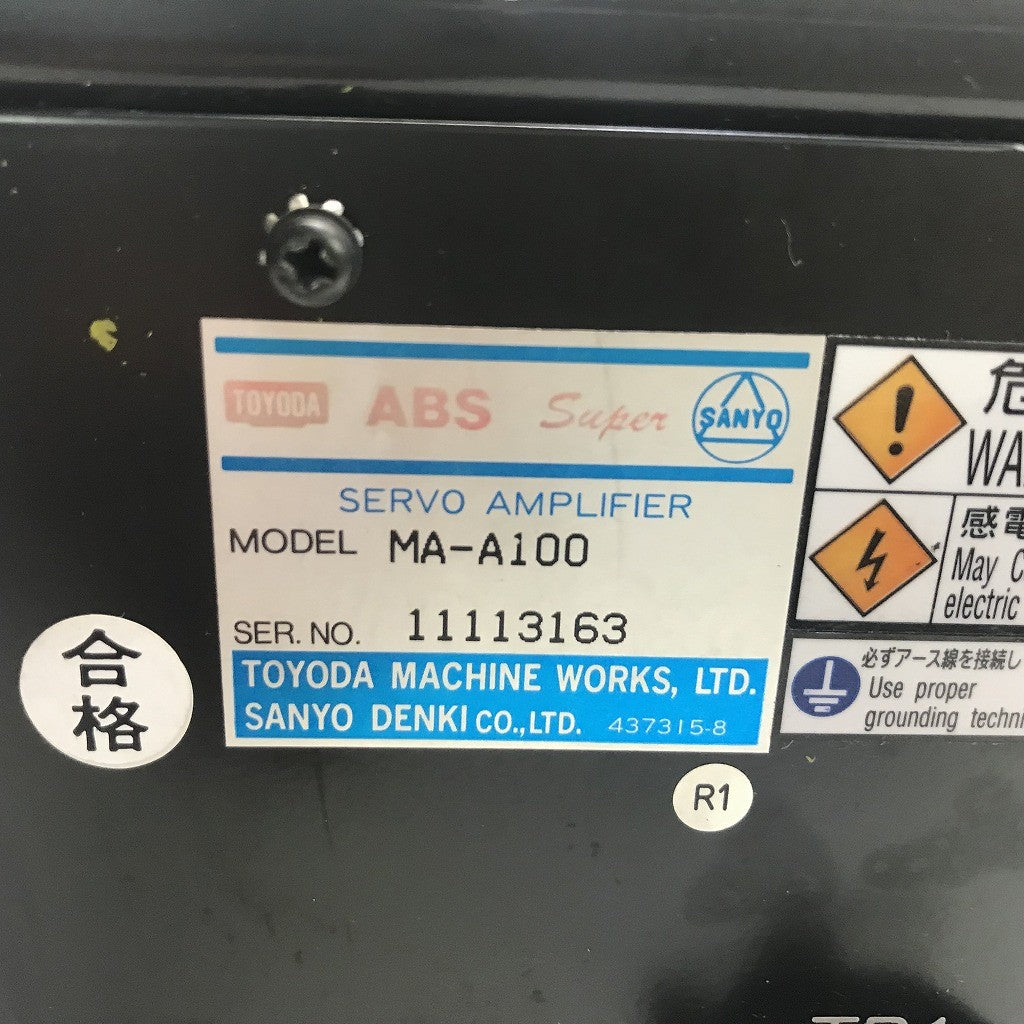 TOYODA ABS Super SANYO
SERVO AMPLIFIER
MODEL MA-A100
SER. NO. 11113163
TOYODA MACHINE WORKS, LTD.
SANYO DENKI CO.,LTD. 437315-8
合格
R1
危
WA
感電
May C
electric
必ずアース線を接続し
Use proper
grounding techn